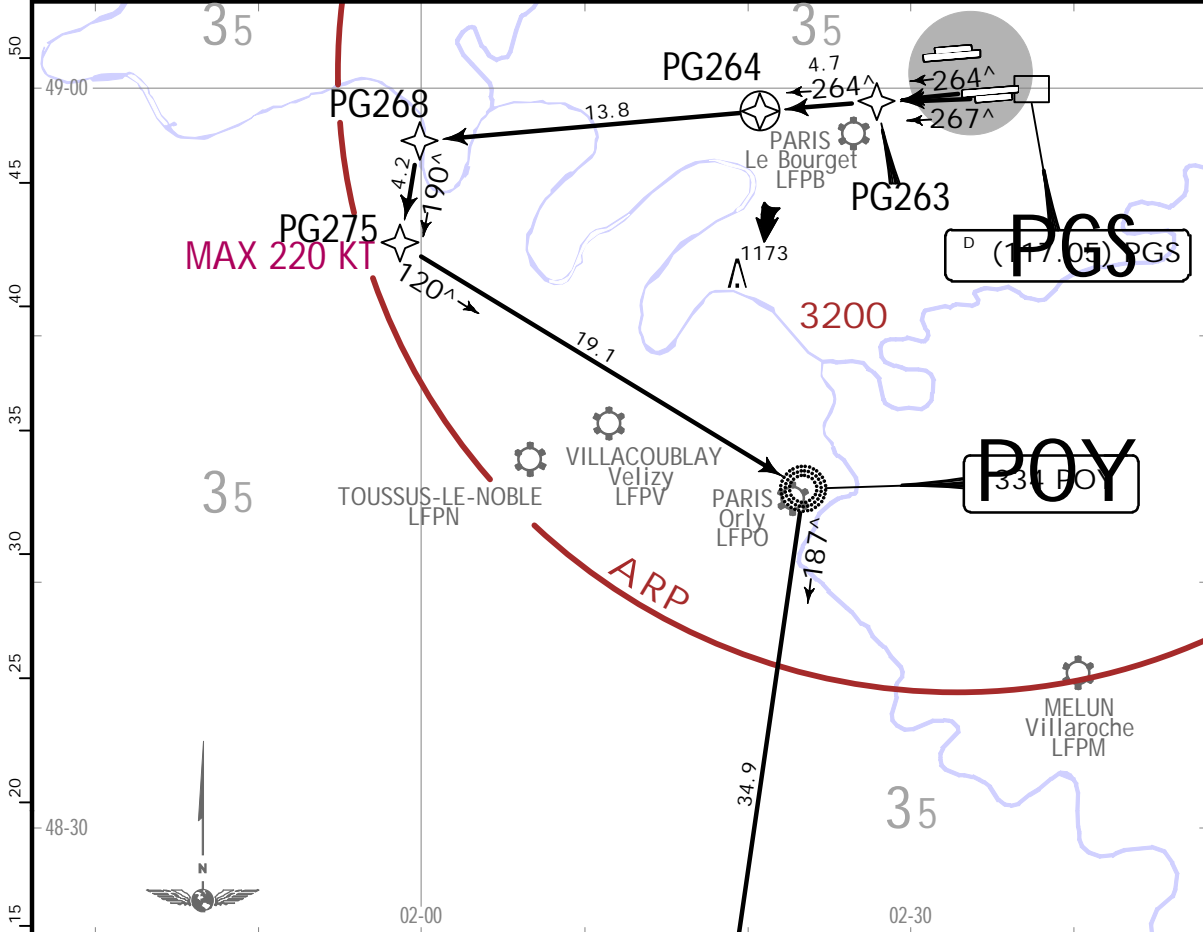 35
35
50
49-00
PG264
4.7
264^
264^
PG268
13.8
267^
PARIS
Le Bourget
LFPB
PG263
45
4.2
190^
PG275
MAX 220 KT
PGS
D (117.05) PGS
1173
120^
40
3200
19.1
35
35
VILLACOUBLAY
Velizy
LFPV
TOUSSUS-LE-NOBLE
LFPN
PARIS
Orly
LFPO
POY
334 POY
187^
30
ARP
25
MELUN
Villaroche
LFPM
34.9
20
35
48-30
N
15
02-00
02-30